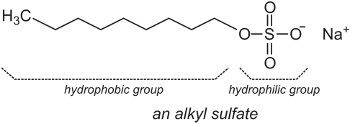 O
H₃C O S O⁻ Na⁺
O
hydrophobic group hydrophilic group
an alkyl sulfate